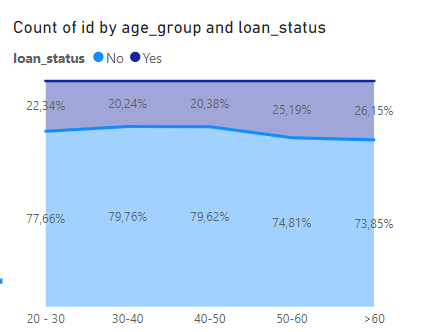 Count of id by age_group and loan_status
loan_status No Yes
22,34% 20,24% 20,38% 25,19% 26,15%
77,66% 79,76% 79,62% 74,81% 73,85%
20 - 30 30-40 40-50 50-60 >60